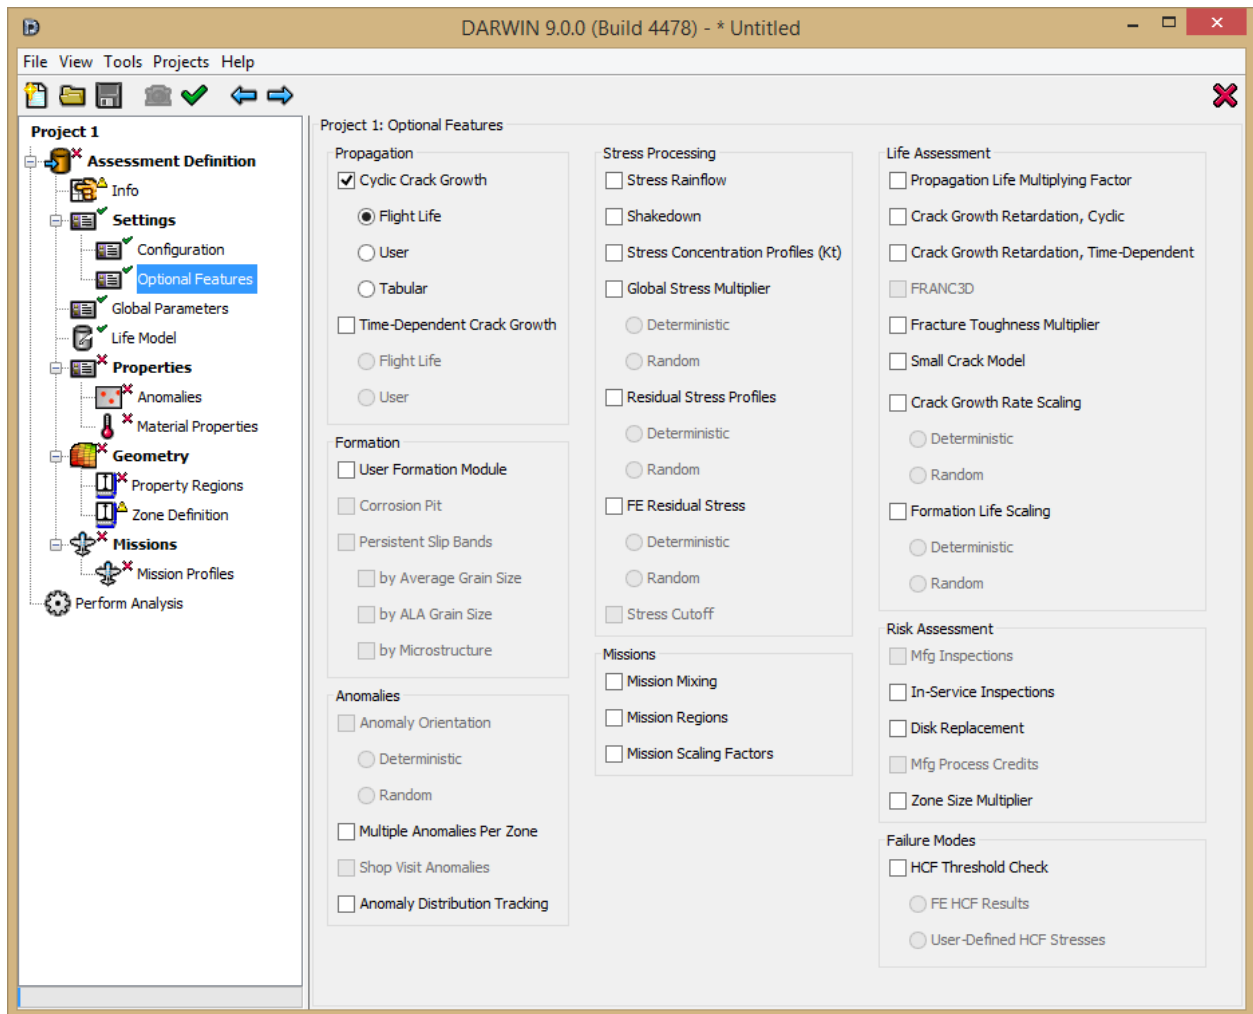 DARWIN 9.0.0 (Build 4478) - * Untitled
File View Tools Projects Help
Project 1
Assessment Definition
Info
Settings
Configuration
Optional Features
Global Parameters
Life Model
Properties
Anomalies
Material Properties
Geometry
Property Regions
Zone Definition
Missions
Mission Profiles
Perform Analysis
Project 1: Optional Features
Propagation
Cyclic Crack Growth
Flight Life
User
Tabular
Time-Dependent Crack Growth
Flight Life
User
Formation
User Formation Module
Corrosion Pit
Persistent Slip Bands
by Average Grain Size
by ALA Grain Size
by Microstructure
Anomalies
Anomaly Orientation
Deterministic
Random
Multiple Anomalies Per Zone
Shop Visit Anomalies
Anomaly Distribution Tracking
Stress Processing
Stress Rainflow
Shakedown
Stress Concentration Profiles (Kt)
Global Stress Multiplier
Deterministic
Random
Residual Stress Profiles
Deterministic
Random
FE Residual Stress
Deterministic
Random
Stress Cutoff
Missions
Mission Mixing
Mission Regions
Mission Scaling Factors
Life Assessment
Propagation Life Multiplying Factor
Crack Growth Retardation, Cyclic
Crack Growth Retardation, Time-Dependent
FRANC3D
Fracture Toughness Multiplier
Small Crack Model
Crack Growth Rate Scaling
Deterministic
Random
Formation Life Scaling
Deterministic
Random
Risk Assessment
Mfg Inspections
In-Service Inspections
Disk Replacement
Mfg Process Credits
Zone Size Multiplier
Failure Modes
HCF Threshold Check
FE HCF Results
User-Defined HCF Stresses